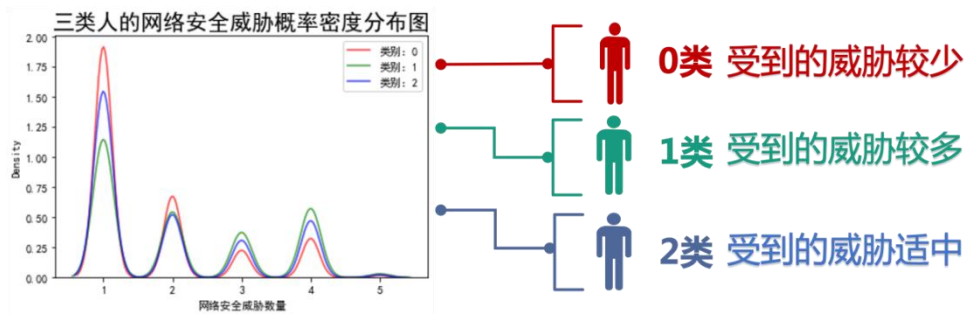 三类人的网络安全威胁概率密度分布图
2.00
1.75
1.50
1.25
1.00
0.75
0.50
0.25
0.00
Density
类别: 0
类别: 1
类别: 2
1 2 3 4 5
网络安全威胁数量
0类 受到的威胁较少
1类 受到的威胁较多
2类 受到的威胁适中